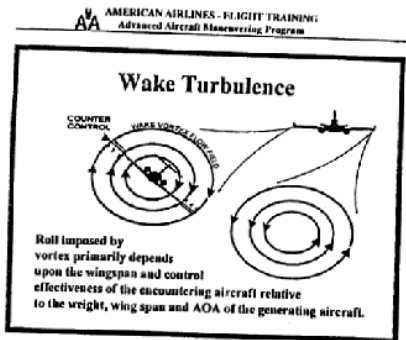 AMERICAN AIRLINES - FLIGHT TRAINING
AA
Advanced Aircraft Maneuvering Program
Wake Turbulence
COUNTER
CONTROL
WAKE VORTEX FLOW FIELD
Roll imposed by
vortex primarily depends
upon the wingspan and control
effectiveness of the encountering aircraft relative
to the weight, wing span and AOA of the generating aircraft.